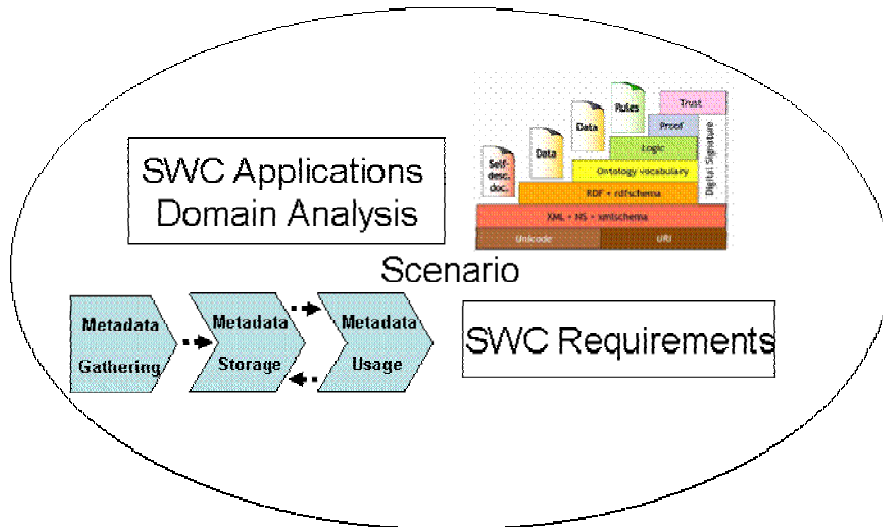 SWC Applications
Domain Analysis
Rules
Trust
Data
Proof
Data
Logic
Self-
desc.
doc.
Ontology vocabulary
RDF + rdfschema
XML + NS + xmlschema
Unicode
URI
Digital Signature
Scenario
Metadata
Gathering
Metadata
Storage
Metadata
Usage
SWC Requirements